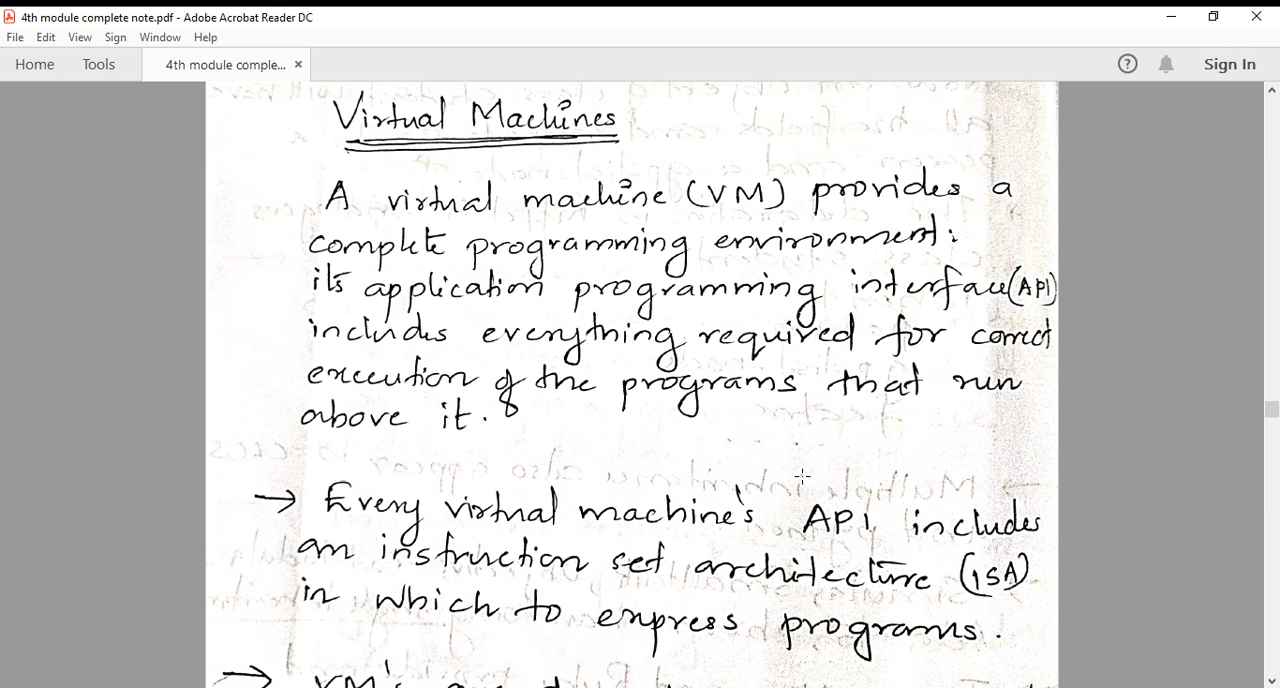 4th module complete note.pdf - Adobe Acrobat Reader DC
File Edit View Sign Window Help
Home Tools 4th module comple... × ? Sign In
Virtual Machines
A virtual machine (VM) provides a
complete programming environment:
its application programming interface (API)
includes everything required for correct
execution of the programs that run
above it.
→ Every virtual machine's API includes
an instruction set architecture (ISA)
in which to express programs.
→ VM's